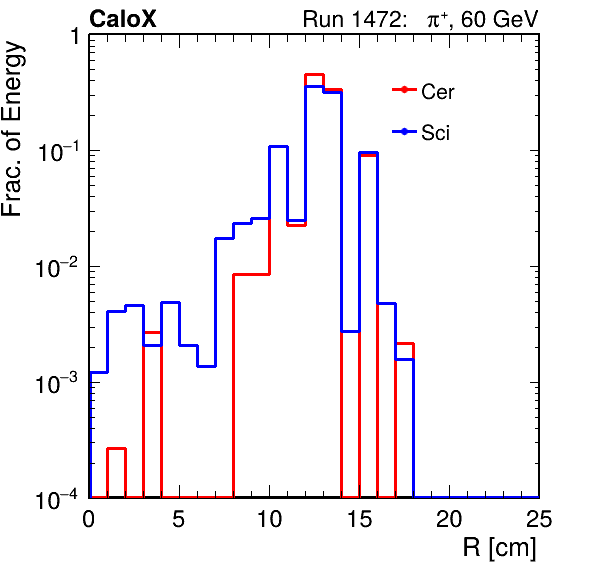 CaloX Run 1472: π⁺, 60 GeV
Frac. of Energy
1
10⁻¹
10⁻²
10⁻³
10⁻⁴
Cer
Sci
0 5 10 15 20 25
R [cm]